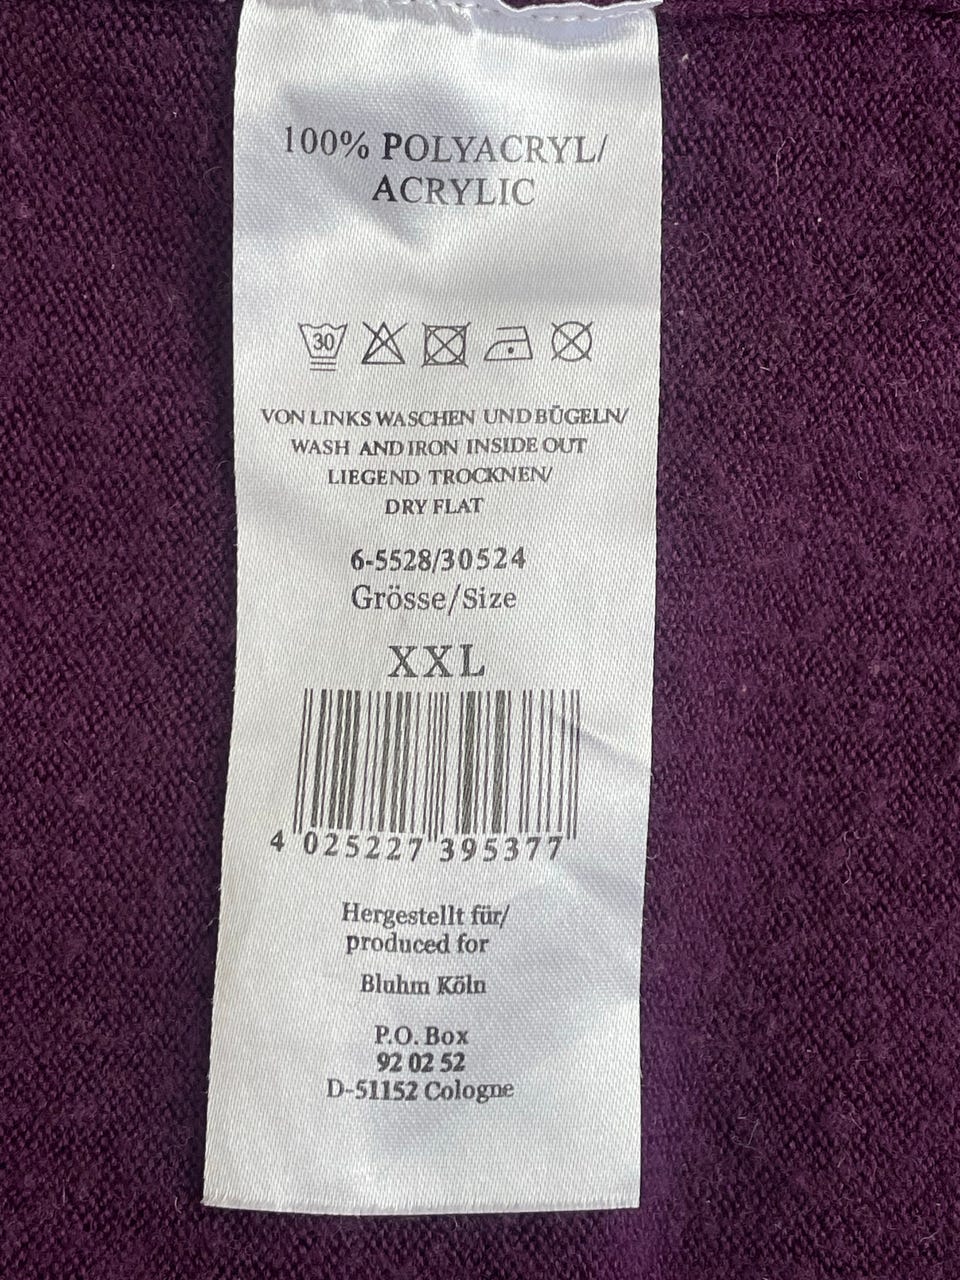 100% POLYACRYL/
ACRYLIC
30
VON LINKS WASCHEN UND BÜGELN/
WASH AND IRON INSIDE OUT
LIEGEND TROCKNEN/
DRY FLAT
6-5528/30524
Grösse/Size
XXL
4 025227 395377
Hergestellt für/
produced for
Bluhm Köln
P.O. Box
92 02 52
D-51152 Cologne